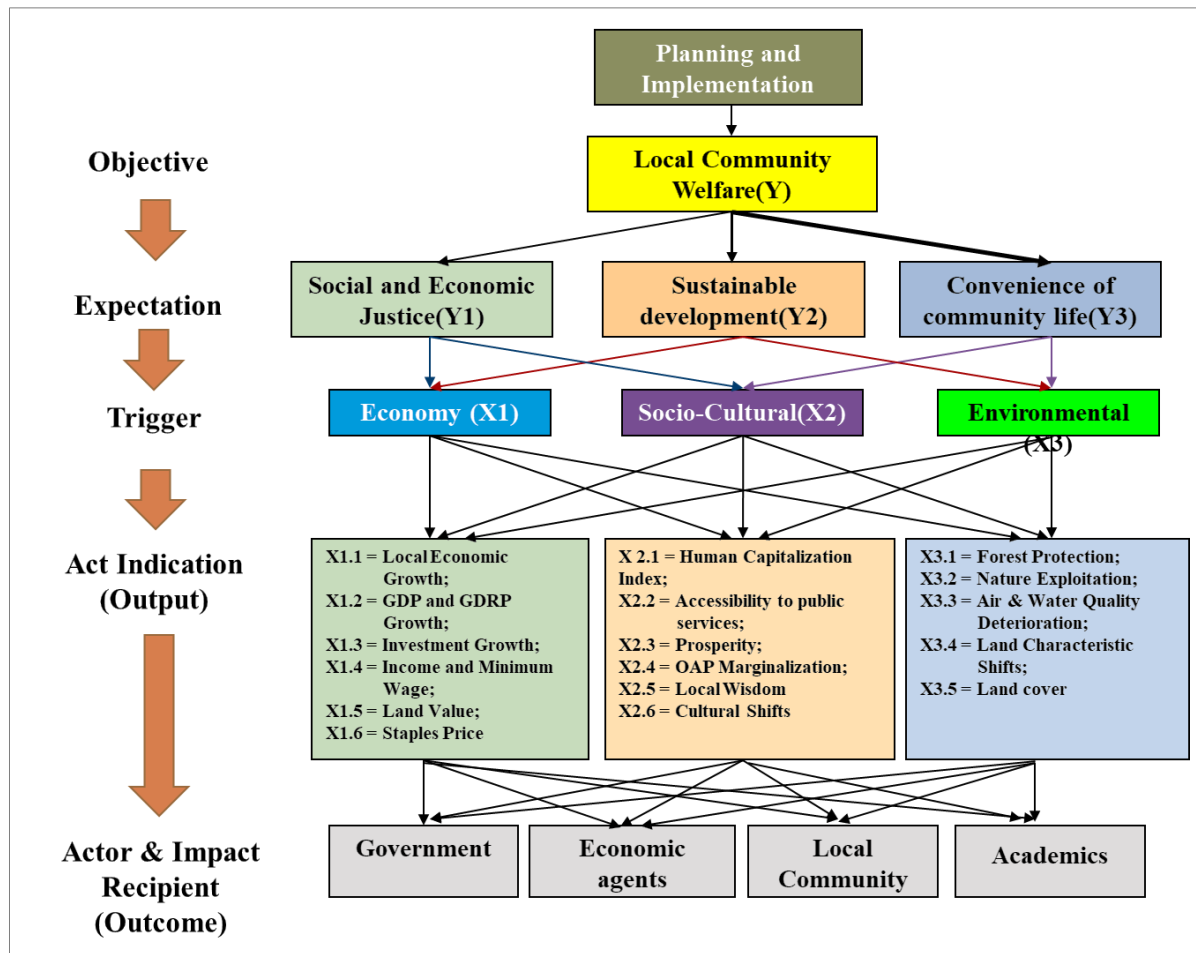 Planning and
Implementation
Objective
Local Community
Welfare(Y)
Expectation
Social and Economic
Justice(Y1)
Sustainable
development(Y2)
Convenience of
community life(Y3)
Trigger
Economy (X1)
Socio-Cultural(X2)
Environmental
(X3)
Act Indication
(Output)
X1.1 = Local Economic
Growth;
X1.2 = GDP and GDRP
Growth;
X1.3 = Investment Growth;
X1.4 = Income and Minimum
Wage;
X1.5 = Land Value;
X1.6 = Staples Price
X 2.1 = Human Capitalization
Index;
X2.2 = Accessibility to public
services;
X2.3 = Prosperity;
X2.4 = OAP Marginalization;
X2.5 = Local Wisdom
X2.6 = Cultural Shifts
X3.1 = Forest Protection;
X3.2 = Nature Exploitation;
X3.3 = Air & Water Quality
Deterioration;
X3.4 = Land Characteristic
Shifts;
X3.5 = Land cover
Actor & Impact
Recipient
(Outcome)
Government
Economic
agents
Local
Community
Academics